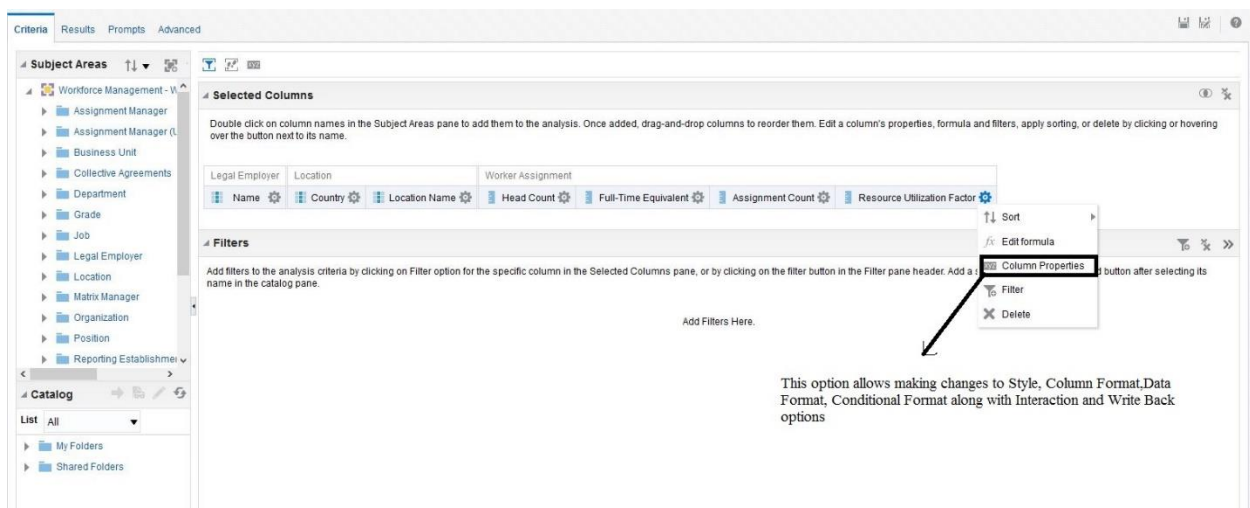 Criteria Results Prompts Advanced
Subject Areas
Workforce Management - W
Assignment Manager
Assignment Manager (L
Business Unit
Collective Agreements
Department
Grade
Job
Legal Employer
Location
Matrix Manager
Organization
Position
Reporting Establishmer
Catalog
List All
My Folders
Shared Folders
Selected Columns
Double click on column names in the Subject Areas pane to add them to the analysis. Once added, drag-and-drop columns to reorder them. Edit a column's properties, formula and filters, apply sorting, or delete by clicking or hovering
over the button next to its name.
Legal Employer Location Worker Assignment
Name Country Location Name Head Count Full-Time Equivalent Assignment Count Resource Utilization Factor
Sort
fx Edit formula
Column Properties
Filter
Delete
Filters
Add filters to the analysis criteria by clicking on Filter option for the specific column in the Selected Columns pane, or by clicking on the filter button in the Filter pane header. Add a s d button after selecting its
name in the catalog pane.
Add Filters Here.
This option allows making changes to Style, Column Format,Data
Format, Conditional Format along with Interaction and Write Back
options